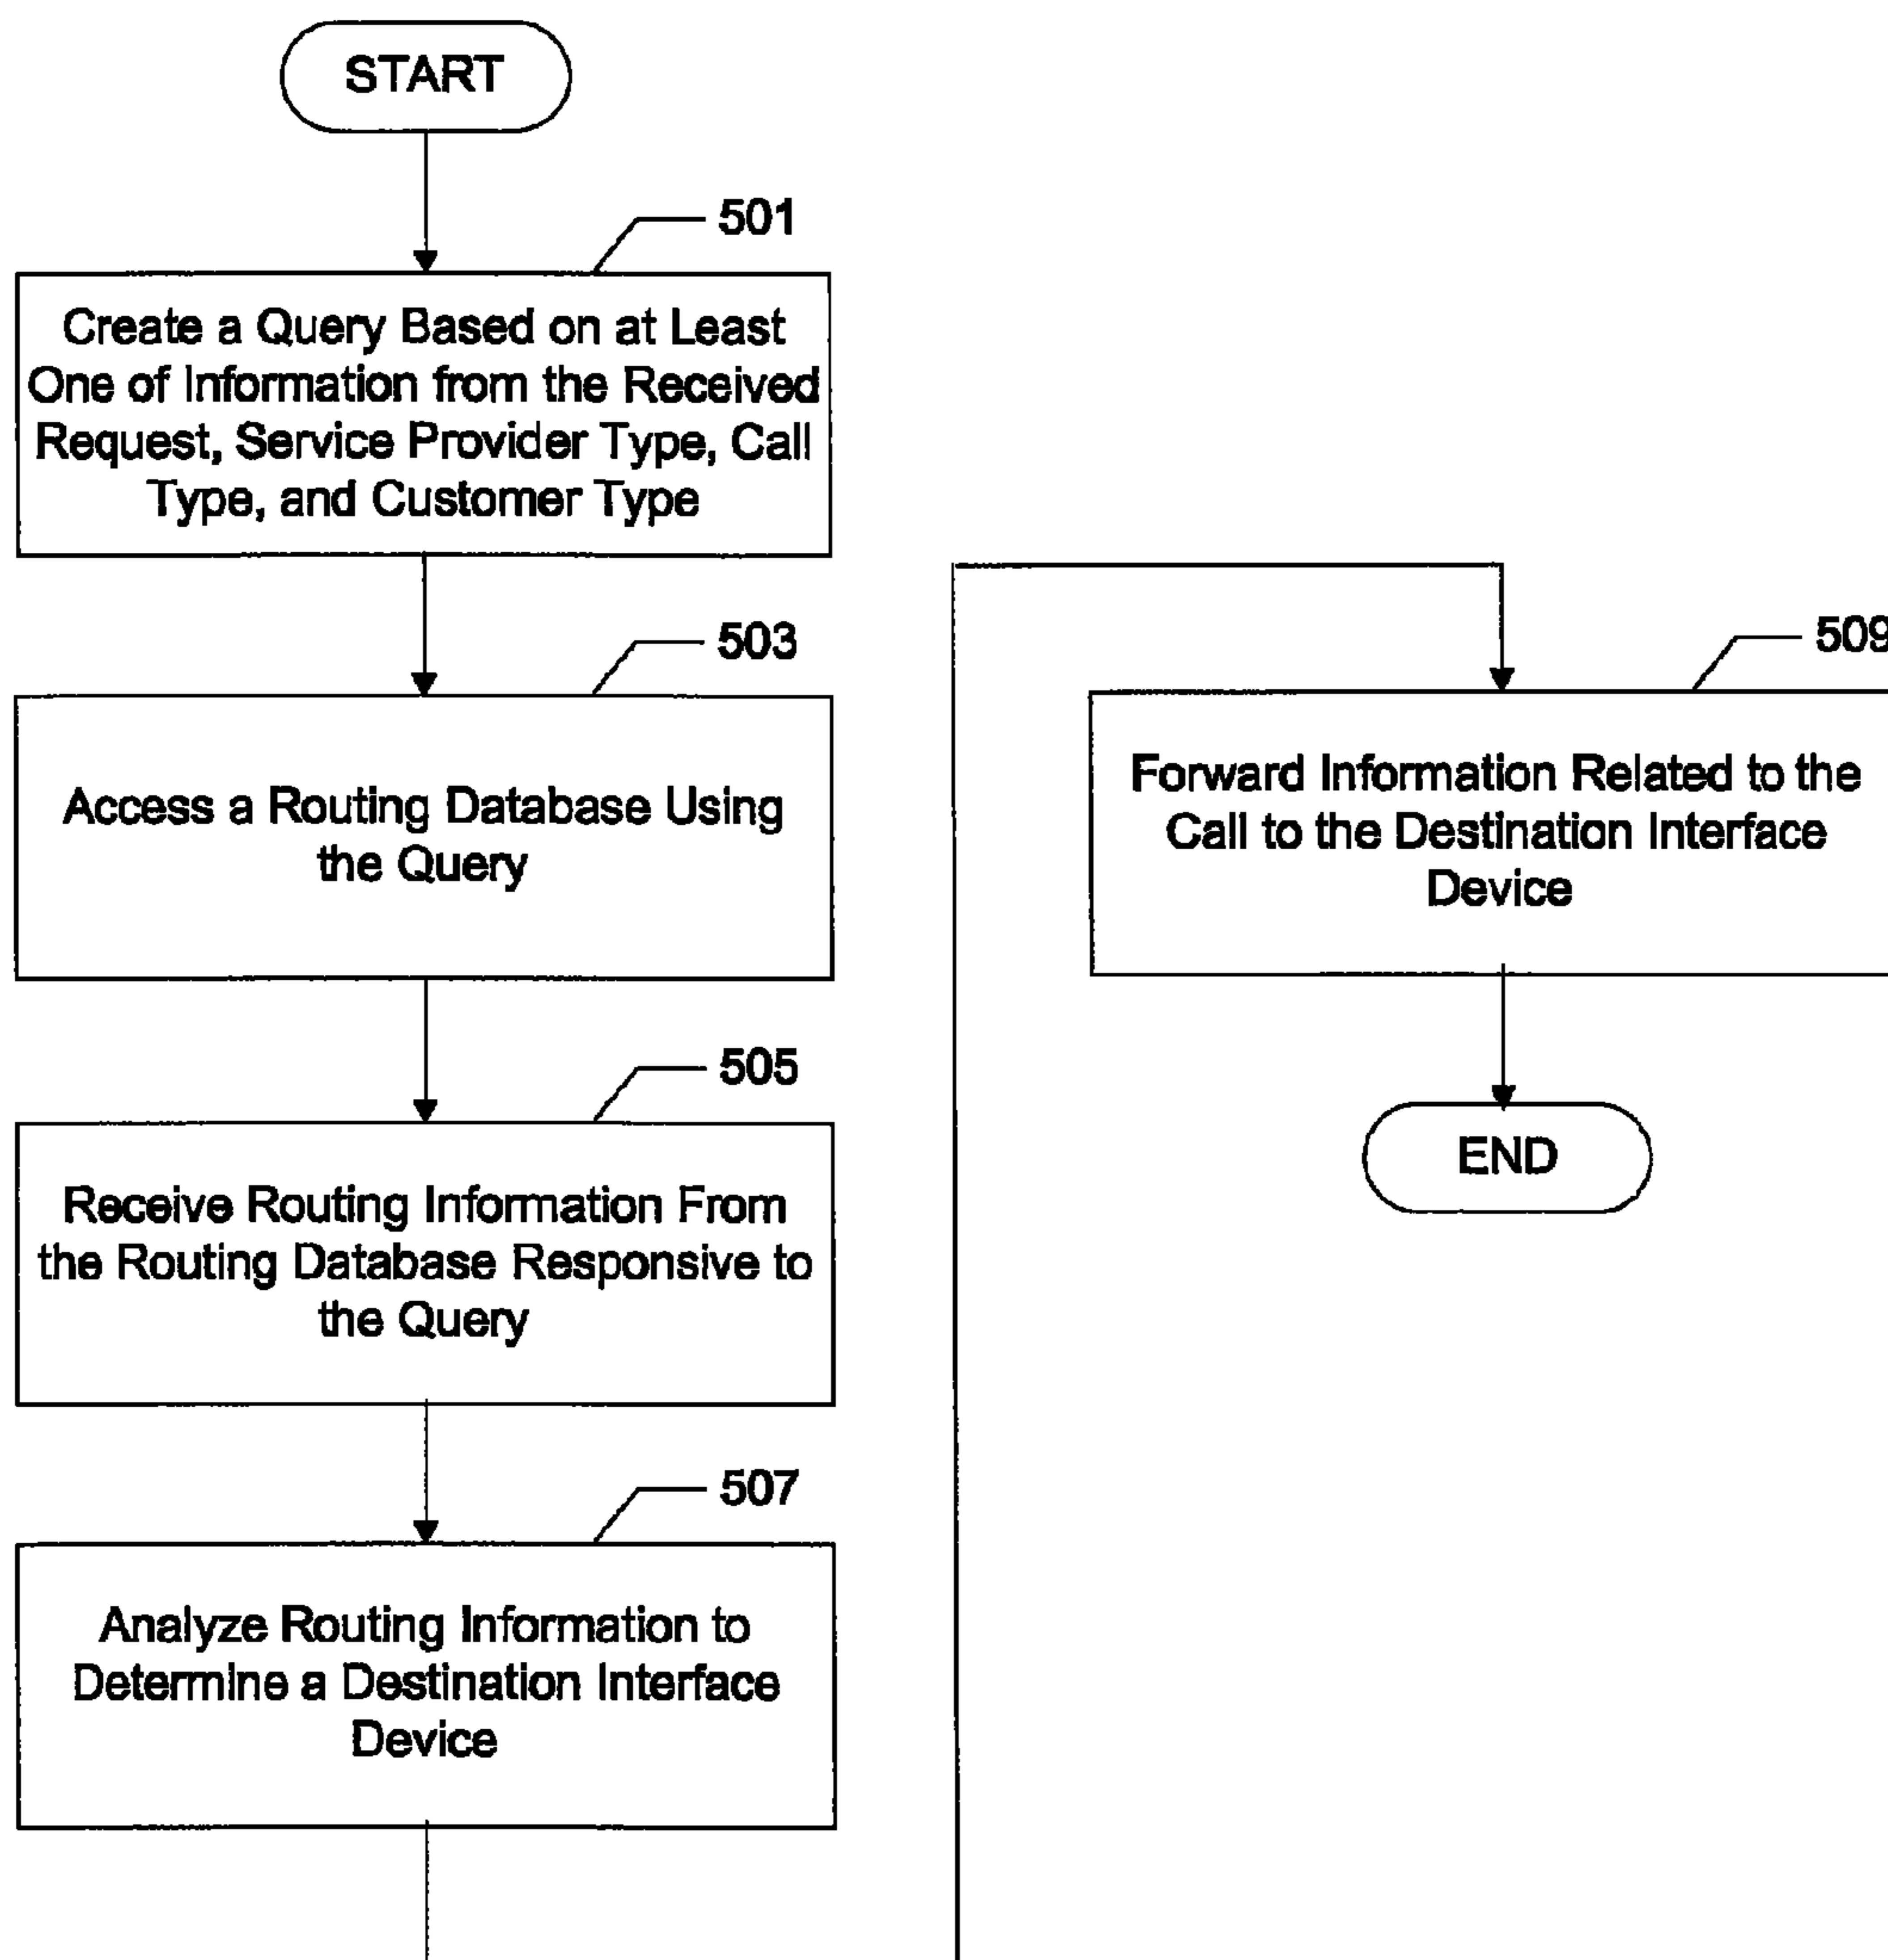 START
501
Create a Query Based on at Least
One of Information from the Received
Request, Service Provider Type, Call
Type, and Customer Type
503
Access a Routing Database Using
the Query
505
Receive Routing Information From
the Routing Database Responsive to
the Query
507
Analyze Routing Information to
Determine a Destination Interface
Device
509
Forward Information Related to the
Call to the Destination Interface
Device
END